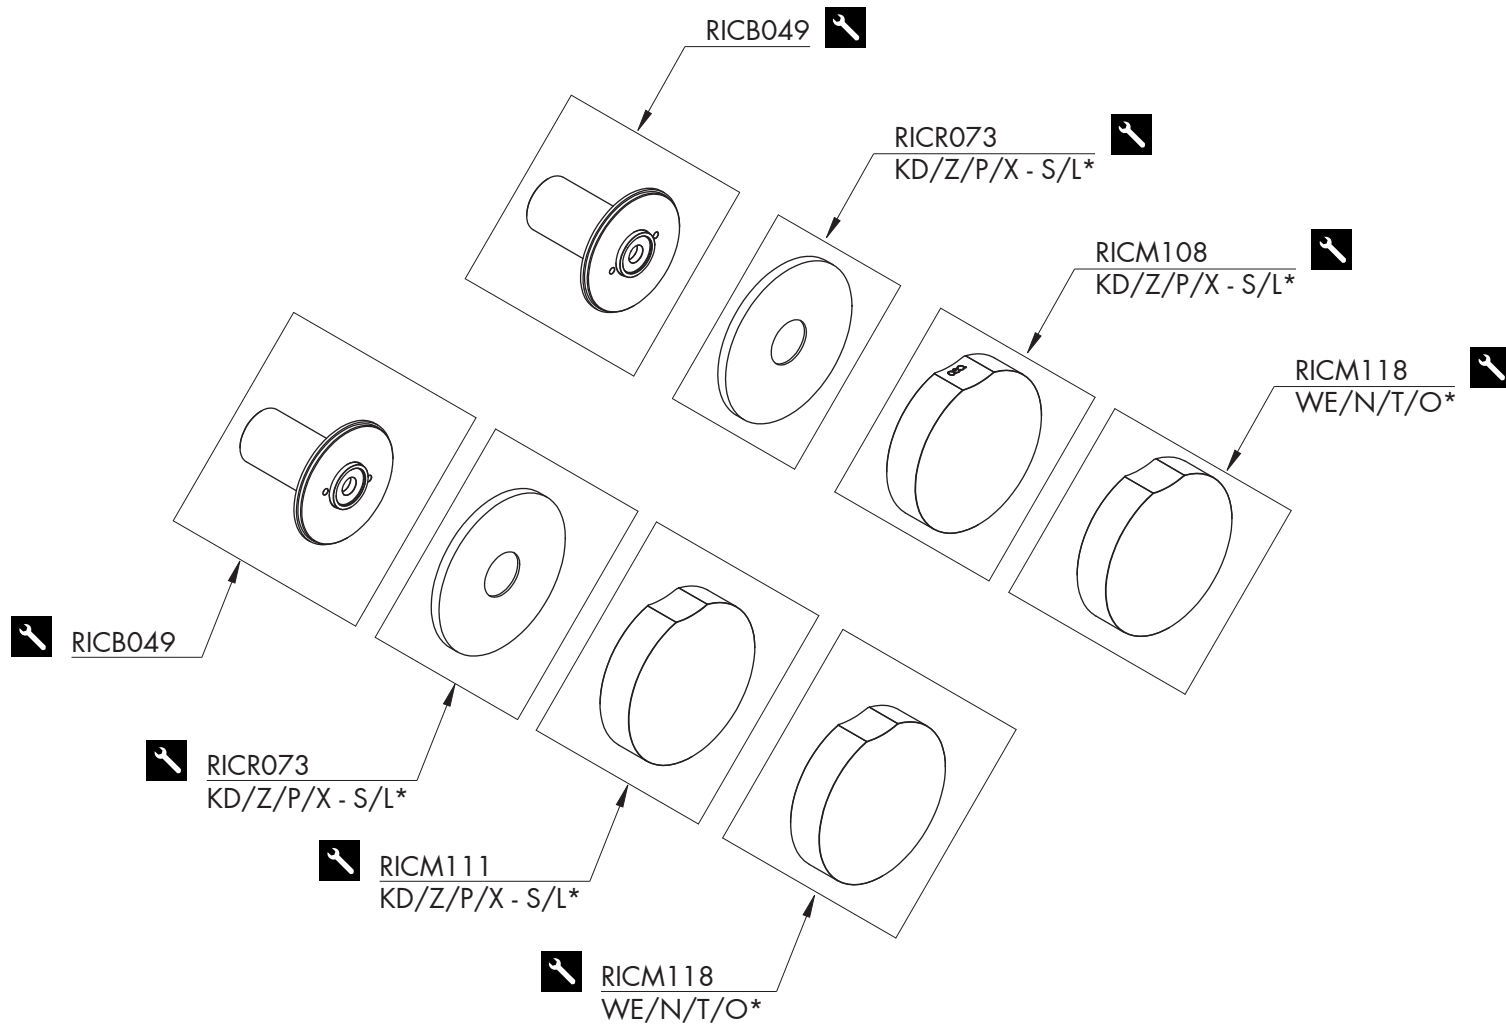 RICB049
RICR073
KD/Z/P/X - S/L*
RICM108
KD/Z/P/X - S/L*
RICM118
WE/N/T/O*
RICB049
RICR073
KD/Z/P/X - S/L*
RICM111
KD/Z/P/X - S/L*
RICM118
WE/N/T/O*